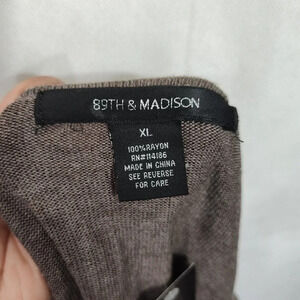 89TH & MADISON
XL
100%RAYON
RN#114186
MADE IN CHINA
SEE REVERSE
FOR CARE